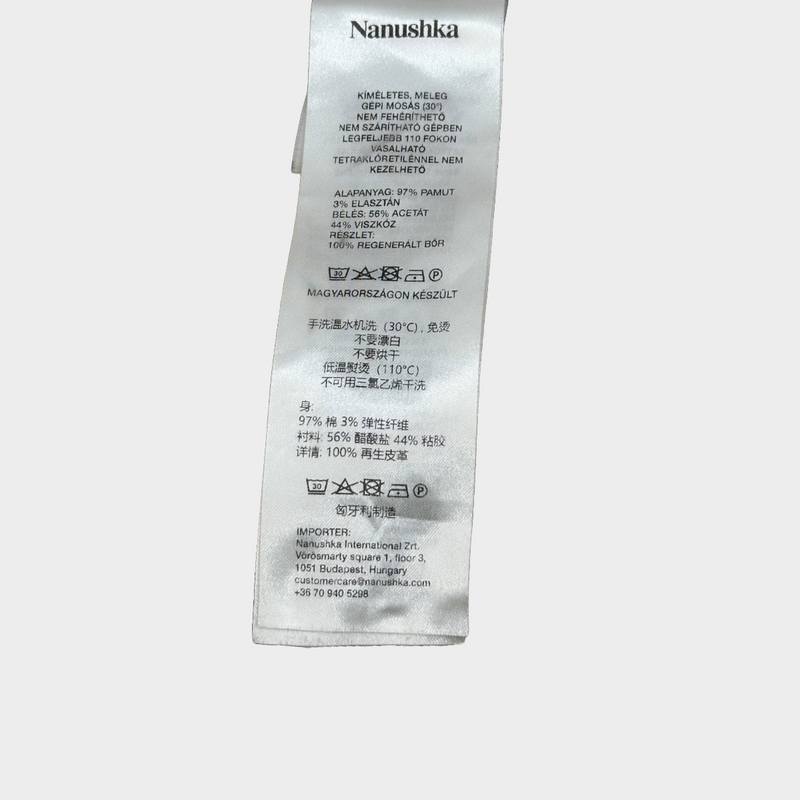 Nanushka
KÍMÉLETES, MELEG
GÉPI MOSÁS (30°)
NEM FEHÉRÍTHETŐ
NEM SZÁRÍTHATÓ GÉPBEN
LEGFELJEBB 110 FOKON
VASALHATÓ
TETRAKLÓRETILÉNNEL NEM
KEZELHETŐ
ALAPANYAG: 97% PAMUT
3% ELASZTÁN
BÉLÉS: 56% ACETÁT
44% VISZKÓZ
RÉSZLET:
100% REGENERÁLT BŐR
30 P
MAGYARORSZÁGON KÉSZÜLT
手洗温水机洗（30°C）, 免烫
不要漂白
不要烘干
低温熨烫（110°C）
不可用三氯乙烯干洗
身:
97% 棉 3% 弹性纤维
衬料: 56% 醋酸盐 44% 粘胶
详情: 100% 再生皮革
30 P
匈牙利制造
IMPORTER:
Nanushka International Zrt.
Vörösmarty square 1, floor 3,
1051 Budapest, Hungary
customercare@nanushka.com
+36 70 940 5298